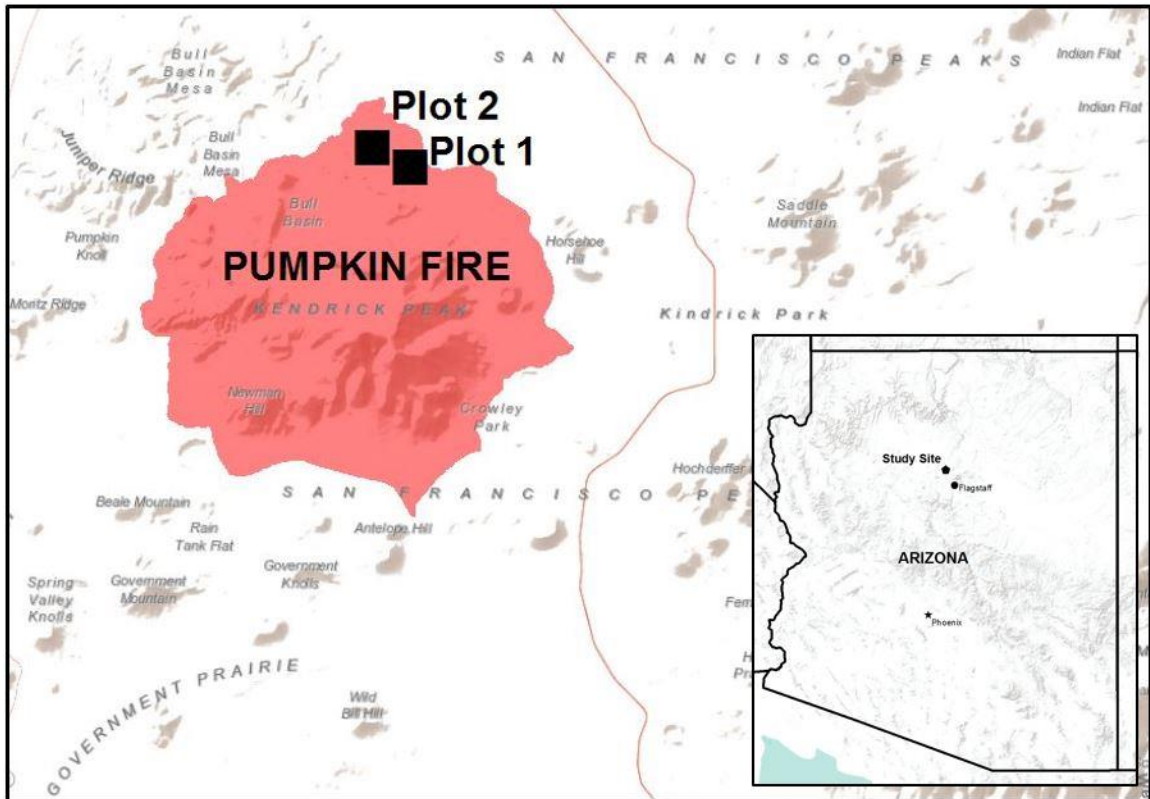 Bull
Basin
Mesa
SAN FRANCISCO PEAKS
Indian Flat
Indian Flat
Plot 2
Plot 1
Juniper Ridge
Bull
Basin
Mesa
Bull
Basin
Saddle
Mountain
Pumpkin
Knoll
Horsehoe
Hill
PUMPKIN FIRE
Moritz Ridge
KENDRICK PEAK
Kindrick Park
Newman
Hill
Crowley
Park
Hochderffer
SAN FRANCISCO PE
Beale Mountain
Rain
Tank Flat
Antelope Hill
Government
Knolls
Spring
Valley
Knolls
Government
Mountain
GOVERNMENT PRAIRIE
Wild
Bill Hill
Study Site
Flagstaff
ARIZONA
Phoenix